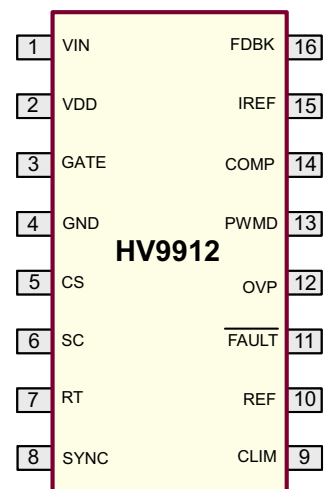 1 VIN FDBK 16
2 VDD IREF 15
3 GATE COMP 14
4 GND PWMD 13
HV9912
5 CS OVP 12
6 SC FAULT 11
7 RT REF 10
8 SYNC CLIM 9